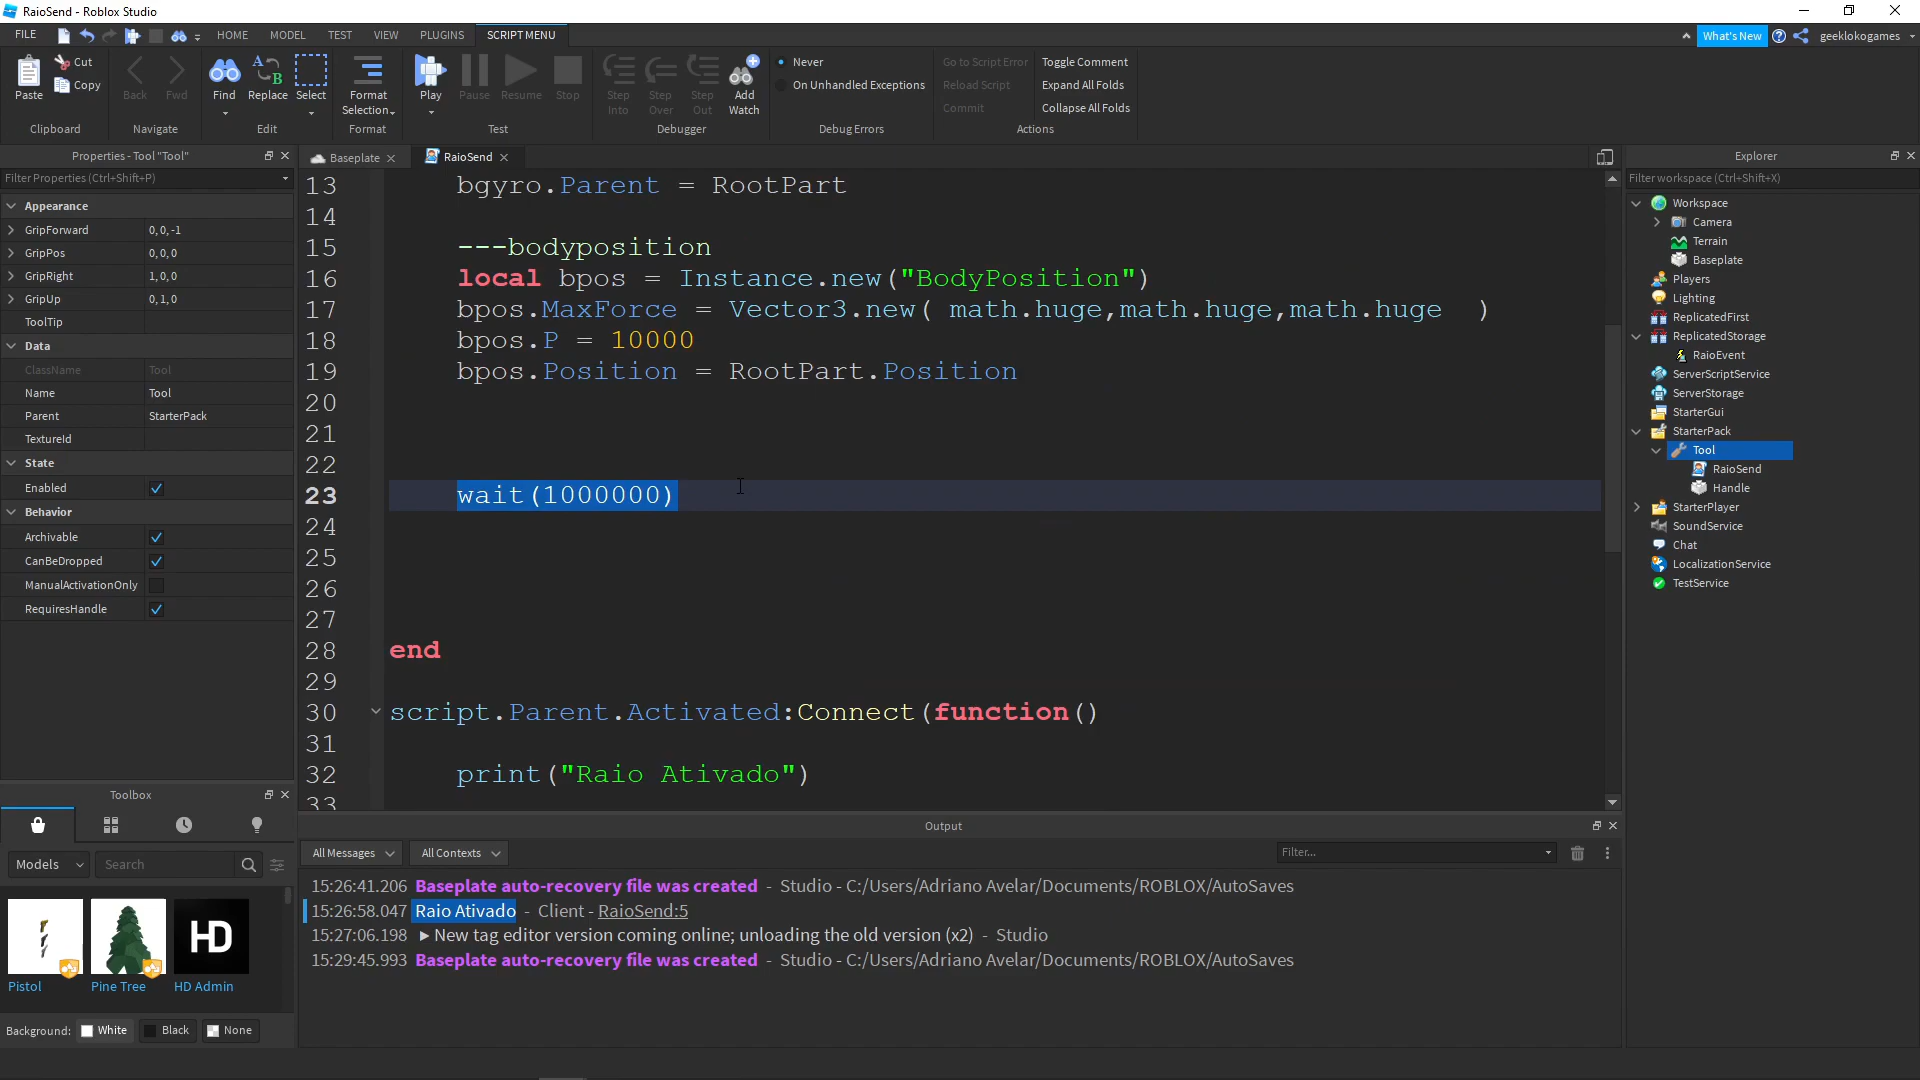 RaioSend - Roblox Studio
FILE HOME MODEL TEST VIEW PLUGINS SCRIPT MENU What's New geeklokogames
Paste Cut Copy Back Fwd Find Replace Select Format Selection Play Pause Resume Stop Step Into Step Over Step Out Add Watch
Never Go to Script Error Toggle Comment
On Unhandled Exceptions Reload Script Expand All Folds
Commit Collapse All Folds
Clipboard Navigate Edit Format Test Debugger Debug Errors Actions
Properties - Tool "Tool"
Filter Properties (Ctrl+Shift+P)
Appearance
GripForward 0, 0, -1
GripPos 0, 0, 0
GripRight 1, 0, 0
GripUp 0, 1, 0
ToolTip
Data
ClassName Tool
Name Tool
Parent StarterPack
TextureId
State
Enabled
Behavior
Archivable
CanBeDropped
ManualActivationOnly
RequiresHandle
Toolbox
Models Search
Pistol Pine Tree HD Admin
HD
Background: White Black None
Baseplate RaioSend
13 bgyro.Parent = RootPart
14
15 ---bodyposition
16 local bpos = Instance.new("BodyPosition")
17 bpos.MaxForce = Vector3.new( math.huge,math.huge,math.huge )
18 bpos.P = 10000
19 bpos.Position = RootPart.Position
20
21
22
23 wait(1000000)
24
25
26
27
28 end
29
30 script.Parent.Activated:Connect(function()
31
32 print("Raio Ativado")
33
Output
All Messages All Contexts Filter...
15:26:41.206 Baseplate auto-recovery file was created - Studio - C:/Users/Adriano Avelar/Documents/ROBLOX/AutoSaves
15:26:58.047 Raio Ativado - Client - RaioSend:5
15:27:06.198 ▶ New tag editor version coming online; unloading the old version (x2) - Studio
15:29:45.993 Baseplate auto-recovery file was created - Studio - C:/Users/Adriano Avelar/Documents/ROBLOX/AutoSaves
Explorer
Filter workspace (Ctrl+Shift+X)
Workspace
Camera
Terrain
Baseplate
Players
Lighting
ReplicatedFirst
ReplicatedStorage
RaioEvent
ServerScriptService
ServerStorage
StarterGui
StarterPack
Tool
RaioSend
Handle
StarterPlayer
SoundService
Chat
LocalizationService
TestService